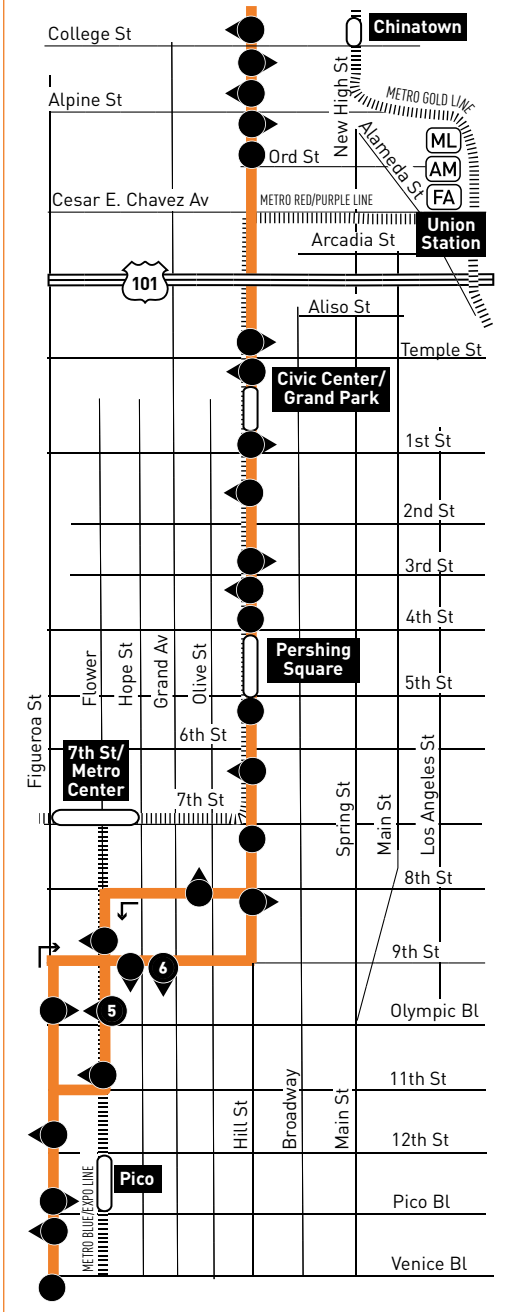 College St
Chinatown
New High St
METRO GOLD LINE
Alpine St
Alameda St
ML
AM
FA
Ord St
Cesar E. Chavez Av
METRO RED/PURPLE LINE
Union
Station
Arcadia St
101
Aliso St
Temple St
Civic Center/
Grand Park
1st St
2nd St
3rd St
4th St
Pershing
Square
5th St
Figueroa St
Flower
Hope St
Grand Av
Olive St
6th St
7th St/
Metro
Center
7th St
Spring St
Main St
Los Angeles St
8th St
9th St
6
5
Olympic Bl
11th St
Hill St
Broadway
Main St
12th St
METRO BLUE/EXPO LINE
Pico
Pico Bl
Venice Bl